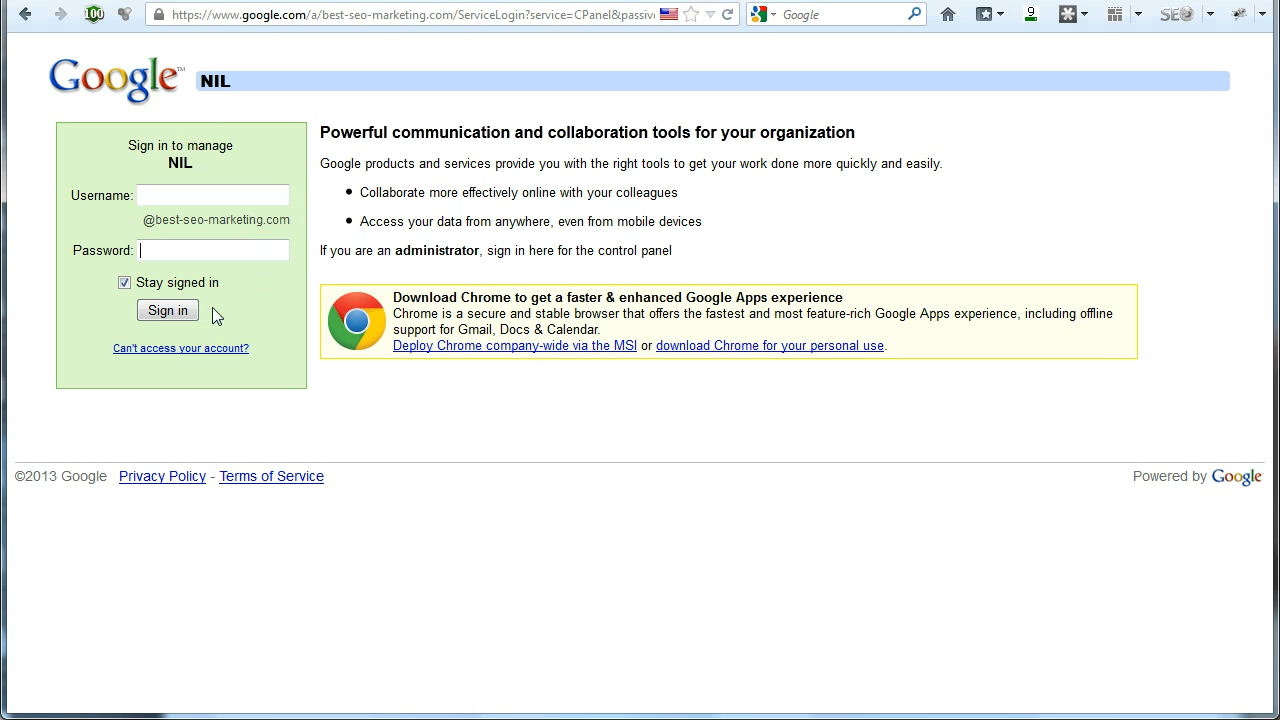 100 https://www.google.com/a/best-seo-marketing.com/ServiceLogin?service=CPanel&passiv Google SEO
Google™ NIL
Sign in to manage
NIL
Username:
@best-seo-marketing.com
Password:
Stay signed in
Sign in
Can't access your account?
Powerful communication and collaboration tools for your organization
Google products and services provide you with the right tools to get your work done more quickly and easily.
Collaborate more effectively online with your colleagues
Access your data from anywhere, even from mobile devices
If you are an administrator, sign in here for the control panel
Download Chrome to get a faster & enhanced Google Apps experience
Chrome is a secure and stable browser that offers the fastest and most feature-rich Google Apps experience, including offline
support for Gmail, Docs & Calendar.
Deploy Chrome company-wide via the MSI or download Chrome for your personal use.
©2013 Google Privacy Policy - Terms of Service Powered by Google